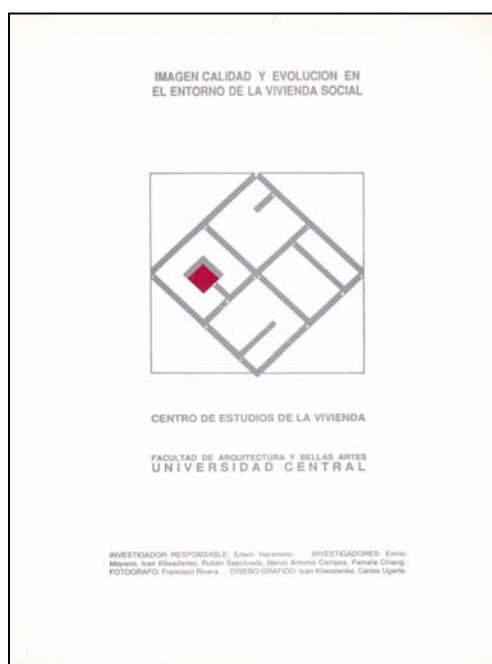 IMAGEN CALIDAD Y EVOLUCION EN
EL ENTORNO DE LA VIVIENDA SOCIAL
CENTRO DE ESTUDIOS DE LA VIVIENDA
FACULTAD DE ARQUITECTURA Y BELLAS ARTES
UNIVERSIDAD CENTRAL
INVESTIGADOR RESPONSABLE: Edwin Haramoto. INVESTIGADORES: Emilio
Moyano, Ivan Kliwadenko, Rubén Sepúlveda, Marco Antonio Campos, Pamela Chiang.
FOTOGRAFO: Francisco Rivera. DISEÑO GRAFICO: Ivan Kliwadenko, Carlos Ugarte.